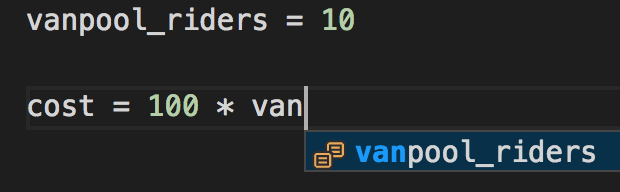 vanpool_riders = 10
cost = 100 * van
vanpool_riders